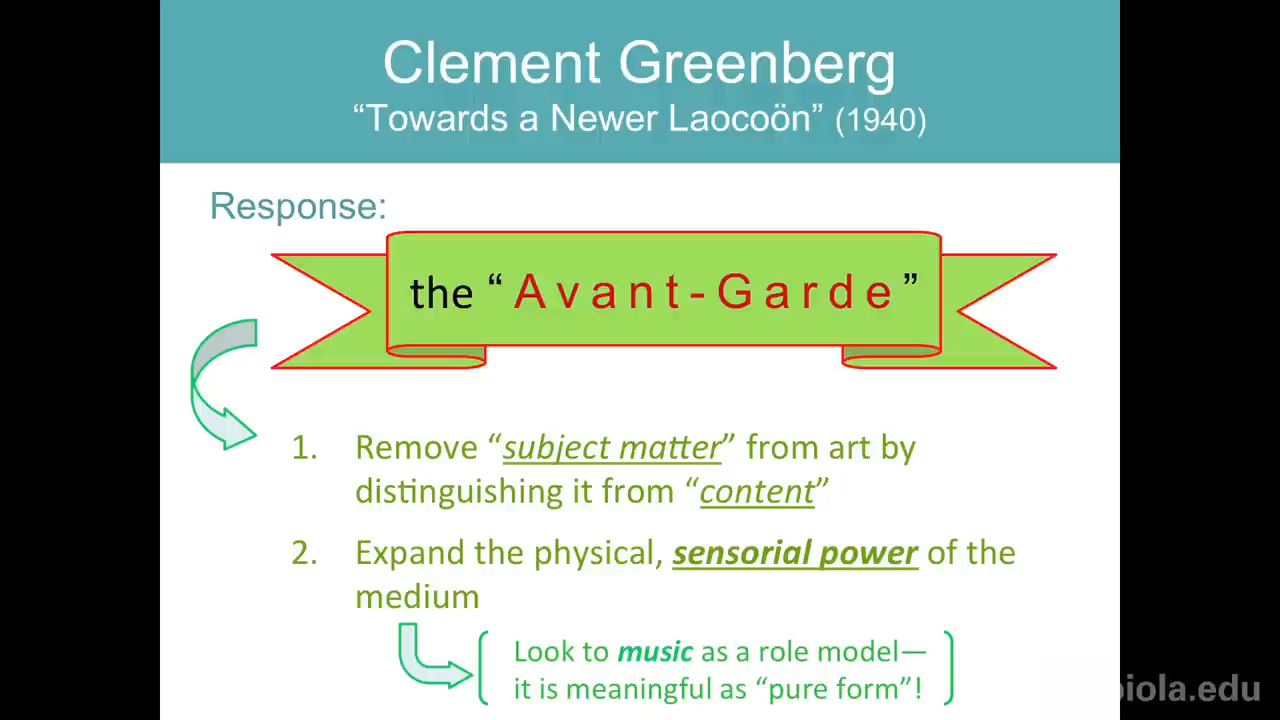 Clement Greenberg
“Towards a Newer Laocoön” (1940)
Response:
the “Avant-Garde”
1. Remove “subject matter” from art by
distinguishing it from “content”
2. Expand the physical, sensorial power of the
medium
Look to music as a role model—
it is meaningful as “pure form”!
biola.edu